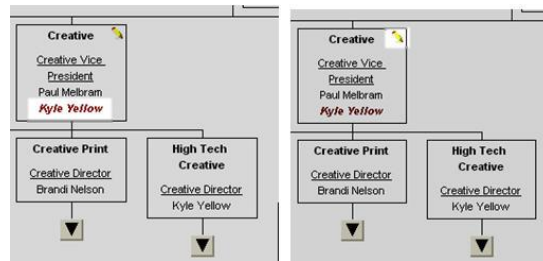 Creative
Creative Vice
President
Paul Melbram
Kyle Yellow
Creative Print
Creative Director
Brandi Nelson
High Tech
Creative
Creative Director
Kyle Yellow
Creative
Creative Vice
President
Paul Melbram
Kyle Yellow
Creative Print
Creative Director
Brandi Nelson
High Tech
Creative
Creative Director
Kyle Yellow